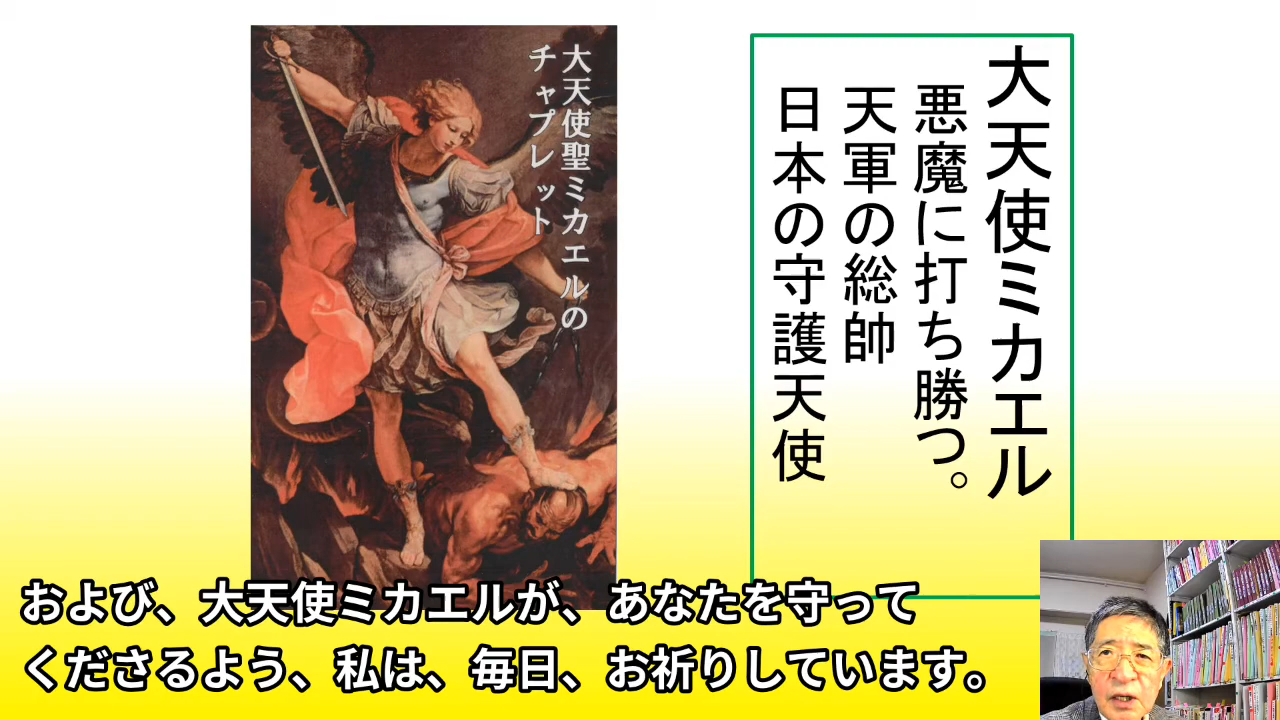 大天使聖ミカエルの
チャプレット
大天使ミカエル
悪魔に打ち勝つ。
天軍の総帥
日本の守護天使
および、大天使ミカエルが、あなたを守って
くださるよう、私は、毎日、お祈りしています。